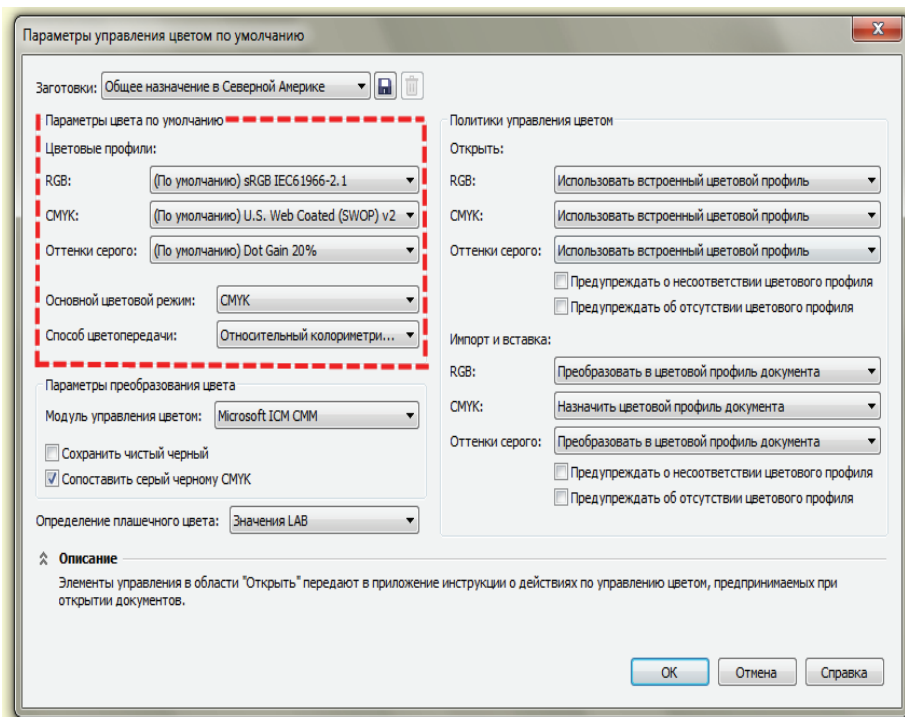 Параметры управления цветом по умолчанию
X
Заготовки: Общее назначение в Северной Америке
Параметры цвета по умолчанию
Цветовые профили:
RGB: (По умолчанию) sRGB IEC61966-2.1
CMYK: (По умолчанию) U.S. Web Coated (SWOP) v2
Оттенки серого: (По умолчанию) Dot Gain 20%
Основной цветовой режим: CMYK
Способ цветопередачи: Относительный колориметри...
Параметры преобразования цвета
Модуль управления цветом: Microsoft ICM CMM
Сохранить чистый черный
Сопоставить серый черному CMYK
Определение плашечного цвета: Значения LAB
Политики управления цветом
Открыть:
RGB: Использовать встроенный цветовой профиль
CMYK: Использовать встроенный цветовой профиль
Оттенки серого: Использовать встроенный цветовой профиль
Предупреждать о несоответствии цветового профиля
Предупреждать об отсутствии цветового профиля
Импорт и вставка:
RGB: Преобразовать в цветовой профиль документа
CMYK: Назначить цветовой профиль документа
Оттенки серого: Преобразовать в цветовой профиль документа
Предупреждать о несоответствии цветового профиля
Предупреждать об отсутствии цветового профиля
Описание
Элементы управления в области "Открыть" передают в приложение инструкции о действиях по управлению цветом, предпринимаемых при
открытии документов.
OK Отмена Справка